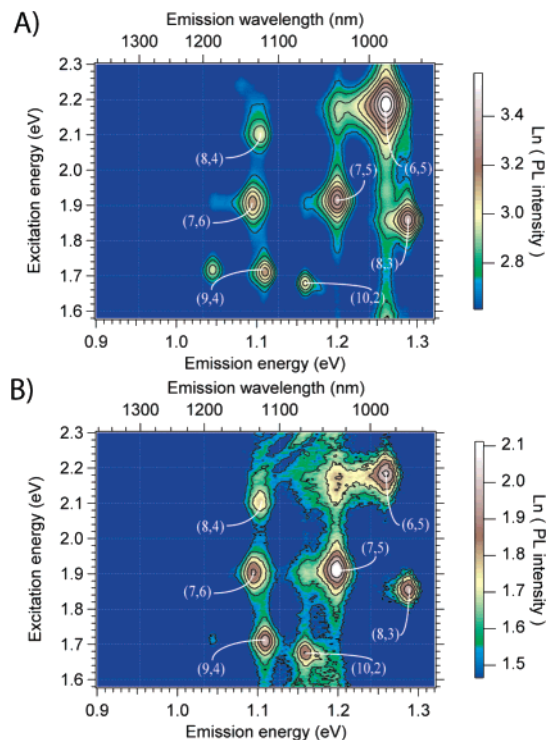 A)
Emission wavelength (nm)
1300 1200 1100 1000
2.3
2.2
2.1
2.0
1.9
1.8
1.7
1.6
Excitation energy (eV)
(8,4)
(6,5)
(7,5)
(7,6)
(8,3)
(9,4)
(10,2)
0.9 1.0 1.1 1.2 1.3
Emission energy (eV)
3.4
3.2
3.0
2.8
Ln ( PL intensity )
B)
Emission wavelength (nm)
1300 1200 1100 1000
2.3
2.2
2.1
2.0
1.9
1.8
1.7
1.6
Excitation energy (eV)
(8,4)
(6,5)
(7,5)
(7,6)
(8,3)
(9,4)
(10,2)
0.9 1.0 1.1 1.2 1.3
Emission energy (eV)
2.1
2.0
1.9
1.8
1.7
1.6
1.5
Ln ( PL intensity )